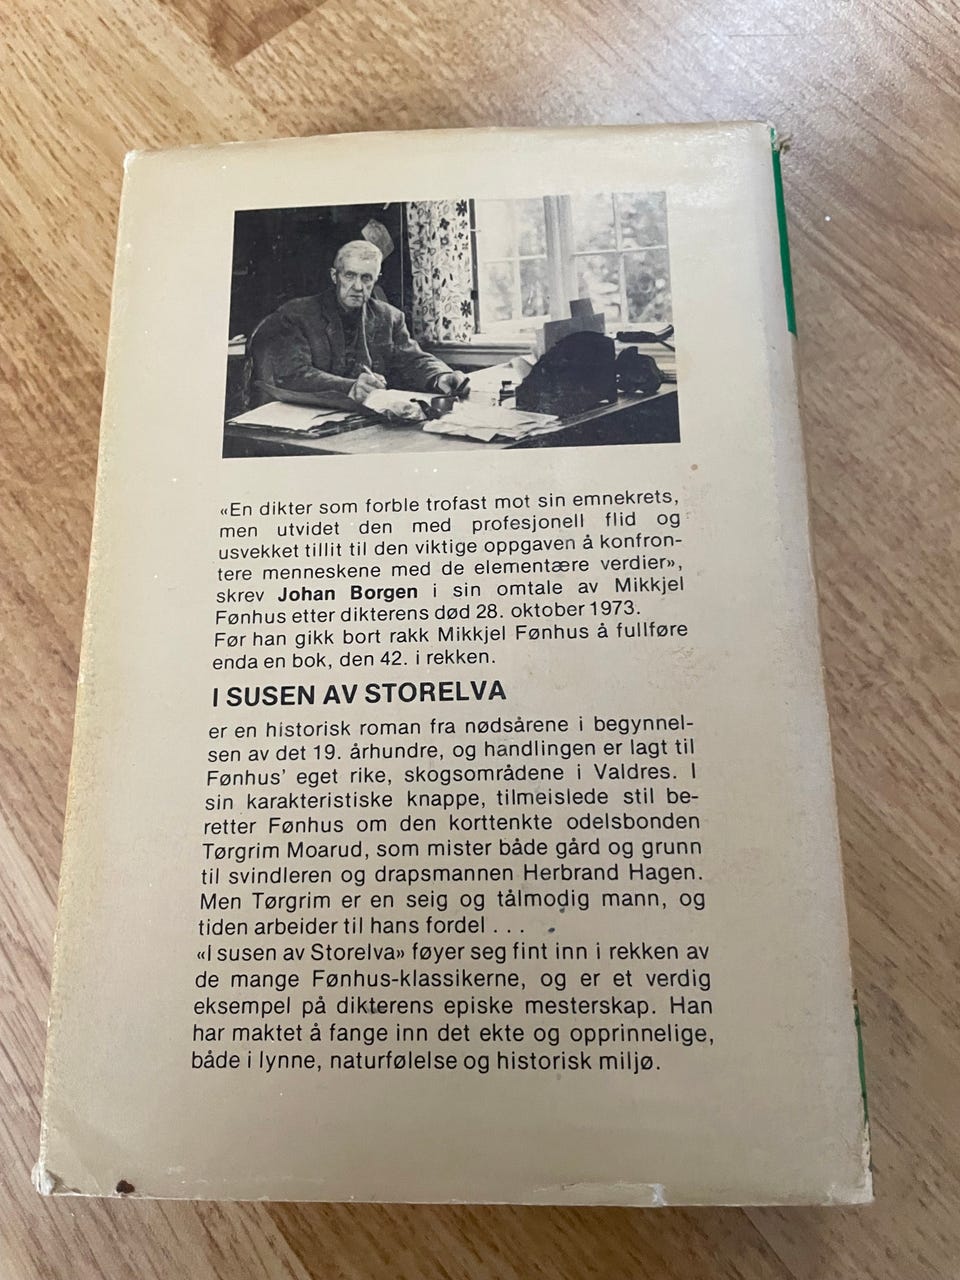 «En dikter som forble trofast mot sin emnekrets,
men utvidet den med profesjonell flid og
usvekket tillit til den viktige oppgaven å konfron-
tere menneskene med de elementære verdier»,
skrev Johan Borgen i sin omtale av Mikkjel
Fønhus etter dikterens død 28. oktober 1973.
Før han gikk bort rakk Mikkjel Fønhus å fullføre
enda en bok, den 42. i rekken.
I SUSEN AV STORELVA
er en historisk roman fra nødsårene i begynnel-
sen av det 19. århundre, og handlingen er lagt til
Fønhus' eget rike, skogsområdene i Valdres. I
sin karakteristiske knappe, tilmeislede stil be-
retter Fønhus om den korttenkte odelsbonden
Tørgrim Moarud, som mister både gård og grunn
til svindleren og drapsmannen Herbrand Hagen.
Men Tørgrim er en seig og tålmodig mann, og
tiden arbeider til hans fordel . . .
«I susen av Storelva» føyer seg fint inn i rekken av
de mange Fønhus-klassikerne, og er et verdig
eksempel på dikterens episke mesterskap. Han
har maktet å fange inn det ekte og opprinnelige,
både i lynne, naturfølelse og historisk miljø.